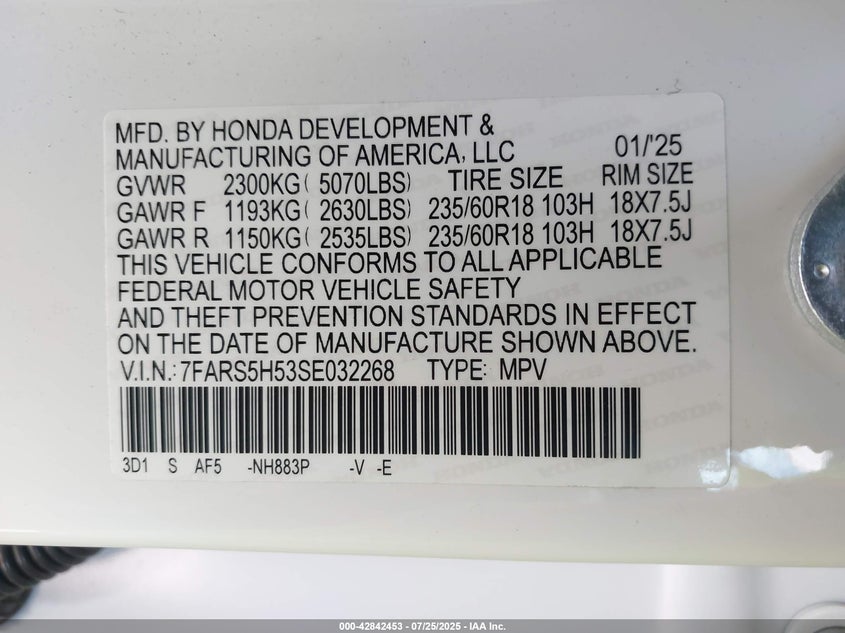 MFD. BY HONDA DEVELOPMENT &
MANUFACTURING OF AMERICA, LLC 01/'25
GVWR 2300KG( 5070LBS) TIRE SIZE RIM SIZE
GAWR F 1193KG( 2630LBS) 235/60R18 103H 18X7.5J
GAWR R 1150KG( 2535LBS) 235/60R18 103H 18X7.5J
THIS VEHICLE CONFORMS TO ALL APPLICABLE
FEDERAL MOTOR VEHICLE SAFETY
AND THEFT PREVENTION STANDARDS IN EFFECT
ON THE DATE OF MANUFACTURE SHOWN ABOVE.
V.I.N.:7FARS5H53SE032268 TYPE: MPV
3D1 S AF5 -NH883P -V -E
000-42842453 - 07/25/2025 - IAA Inc.